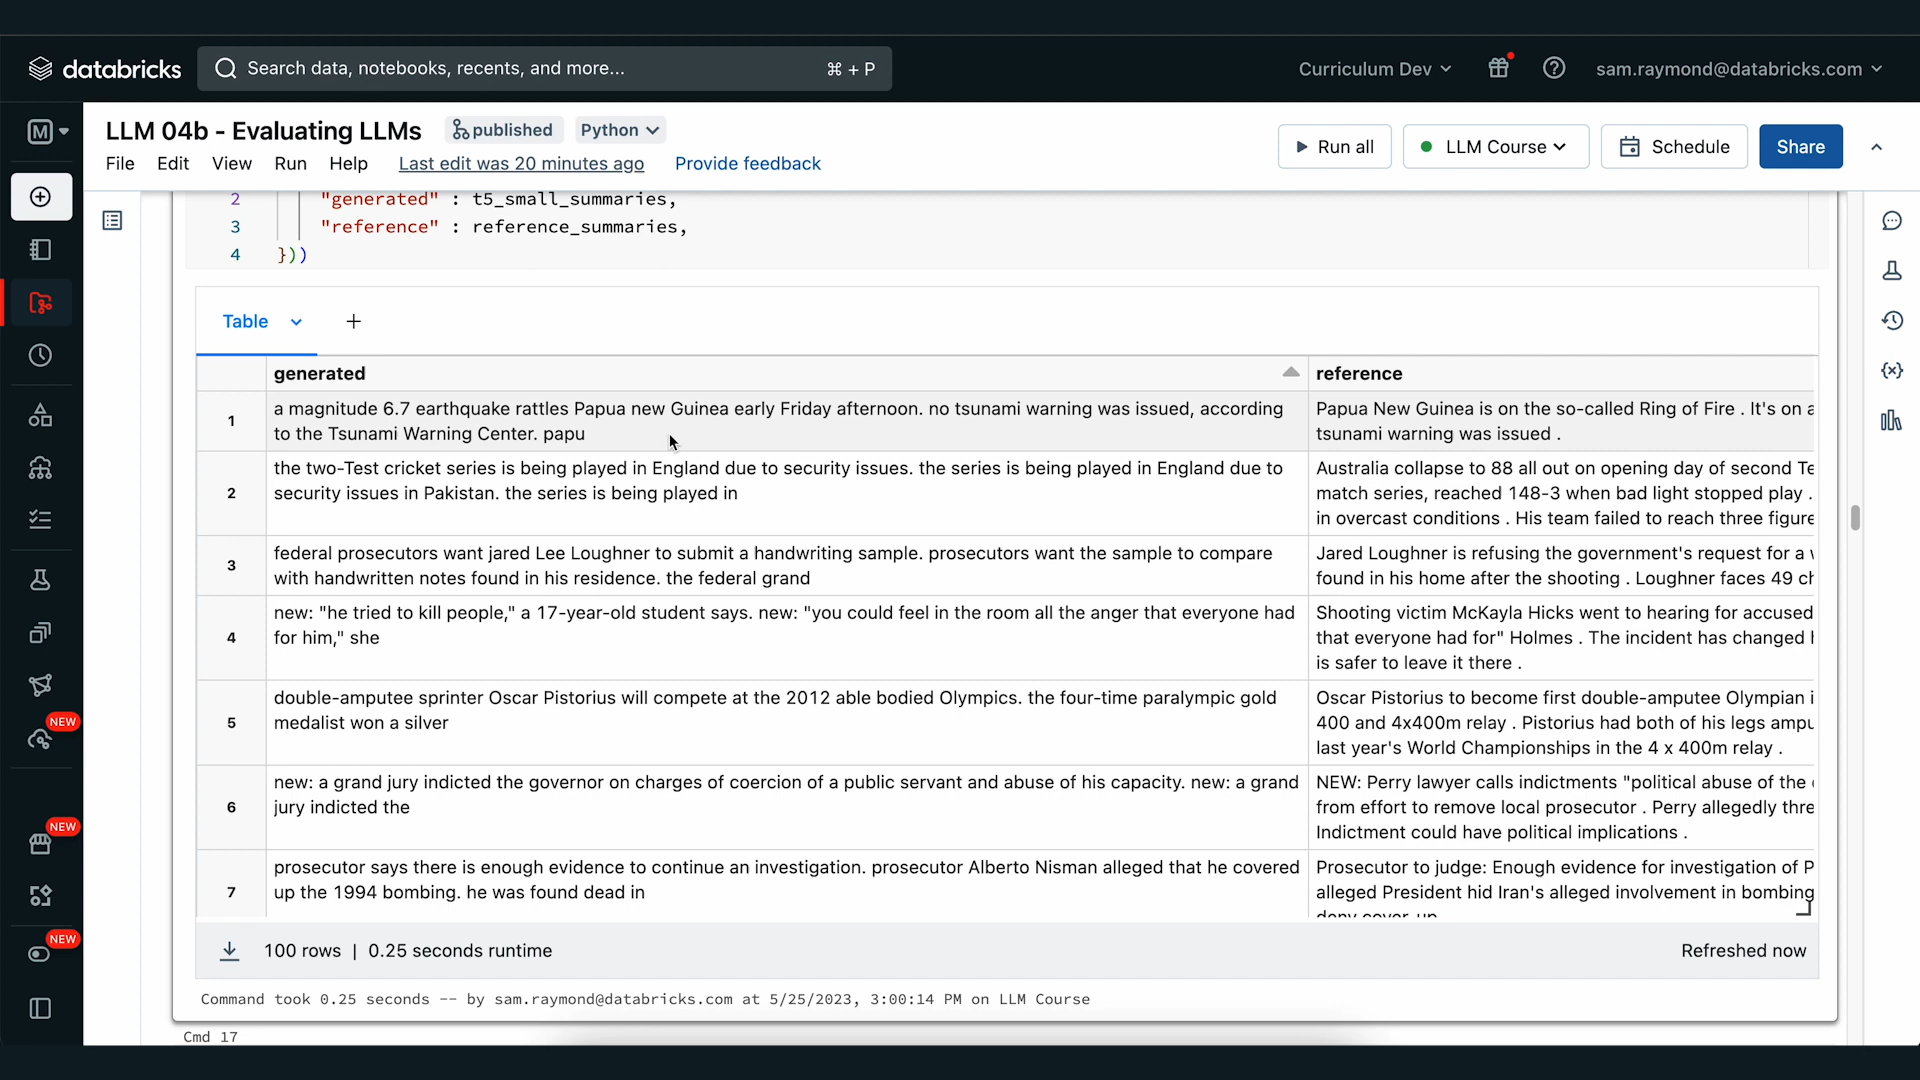 databricks
Search data, notebooks, recents, and more... ⌘ + P
Curriculum Dev
sam.raymond@databricks.com
M
LLM 04b - Evaluating LLMs published Python
File Edit View Run Help Last edit was 20 minutes ago Provide feedback
Run all LLM Course Schedule Share
2 "generated" : t5_small_summaries,
3 "reference" : reference_summaries,
4 }))
Table +
generated reference
1 a magnitude 6.7 earthquake rattles Papua new Guinea early Friday afternoon. no tsunami warning was issued, according
to the Tsunami Warning Center. papu
Papua New Guinea is on the so-called Ring of Fire . It's on a
tsunami warning was issued .
2 the two-Test cricket series is being played in England due to security issues. the series is being played in England due to
security issues in Pakistan. the series is being played in
Australia collapse to 88 all out on opening day of second Te
match series, reached 148-3 when bad light stopped play .
in overcast conditions . His team failed to reach three figure
3 federal prosecutors want jared Lee Loughner to submit a handwriting sample. prosecutors want the sample to compare
with handwritten notes found in his residence. the federal grand
Jared Loughner is refusing the government's request for a
found in his home after the shooting . Loughner faces 49 ch
4 new: "he tried to kill people," a 17-year-old student says. new: "you could feel in the room all the anger that everyone had
for him," she
Shooting victim McKayla Hicks went to hearing for accused
that everyone had for" Holmes . The incident has changed
is safer to leave it there .
5 double-amputee sprinter Oscar Pistorius will compete at the 2012 able bodied Olympics. the four-time paralympic gold
medalist won a silver
Oscar Pistorius to become first double-amputee Olympian i
400 and 4x400m relay . Pistorius had both of his legs ampu
last year's World Championships in the 4 x 400m relay .
6 new: a grand jury indicted the governor on charges of coercion of a public servant and abuse of his capacity. new: a grand
jury indicted the
NEW: Perry lawyer calls indictments "political abuse of the
from effort to remove local prosecutor . Perry allegedly thre
Indictment could have political implications .
7 prosecutor says there is enough evidence to continue an investigation. prosecutor Alberto Nisman alleged that he covered
up the 1994 bombing. he was found dead in
Prosecutor to judge: Enough evidence for investigation of P
alleged President hid Iran's alleged involvement in bombing
NEW
NEW
NEW
100 rows | 0.25 seconds runtime
Refreshed now
Command took 0.25 seconds -- by sam.raymond@databricks.com at 5/25/2023, 3:00:14 PM on LLM Course
Cmd 17